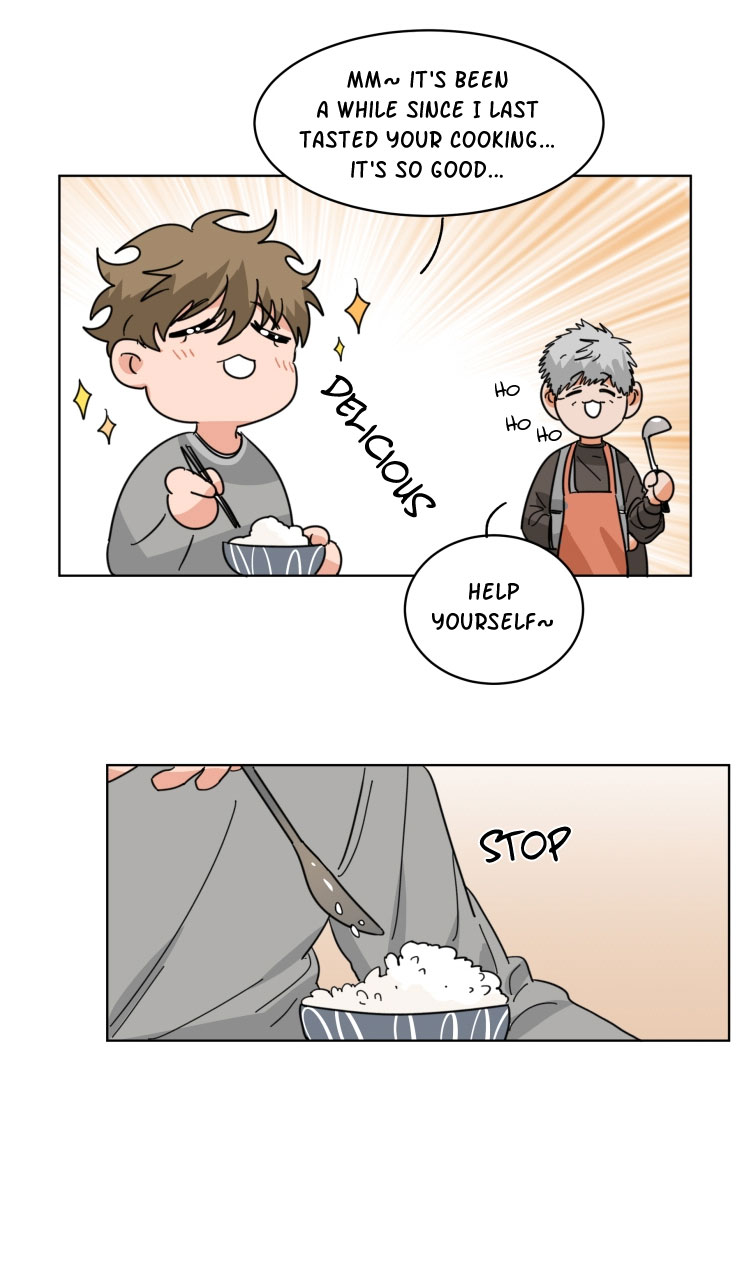 MM~ IT'S BEEN
A WHILE SINCE I LAST
TASTED YOUR COOKING...
IT'S SO GOOD...
DELICIOUS
HO
HO
HO
HELP
YOURSELF~
STOP